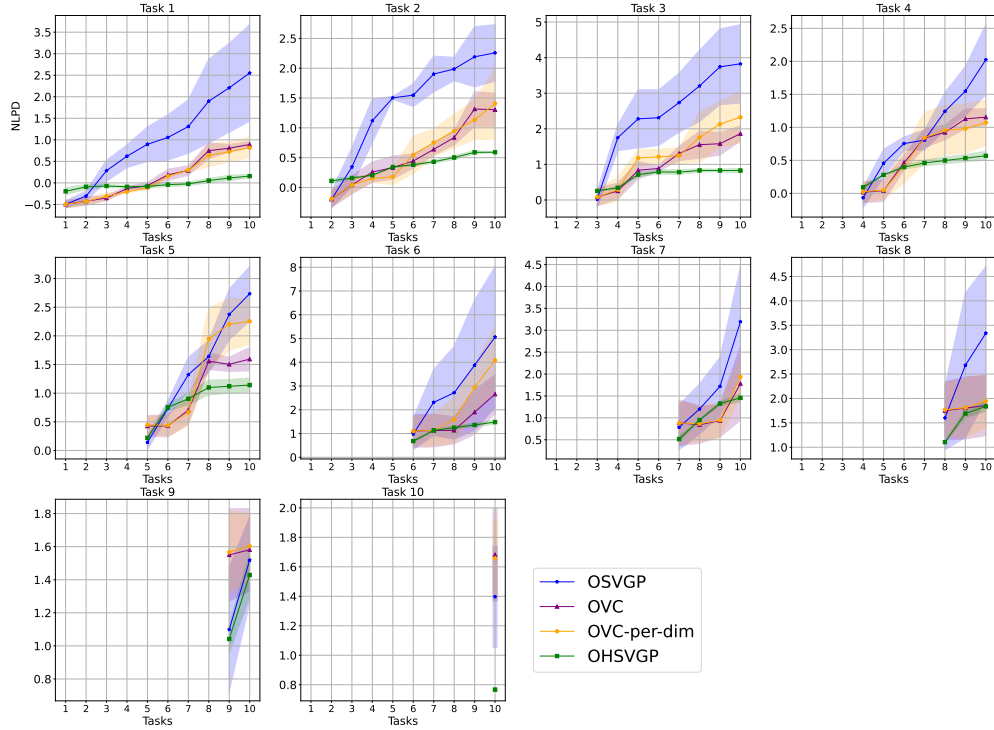 Task 1
Task 2
Task 3
Task 4
NLPD
3.5
3.0
2.5
2.0
1.5
1.0
0.5
0.0
−0.5
1 2 3 4 5 6 7 8 9 10
Tasks
2.5
2.0
1.5
1.0
0.5
0.0
1 2 3 4 5 6 7 8 9 10
Tasks
5
4
3
2
1
0
1 2 3 4 5 6 7 8 9 10
Tasks
2.5
2.0
1.5
1.0
0.5
0.0
1 2 3 4 5 6 7 8 9 10
Tasks
Task 5
Task 6
Task 7
Task 8
3.0
2.5
2.0
1.5
1.0
0.5
0.0
1 2 3 4 5 6 7 8 9 10
Tasks
8
7
6
5
4
3
2
1
0
1 2 3 4 5 6 7 8 9 10
Tasks
4.5
4.0
3.5
3.0
2.5
2.0
1.5
1.0
0.5
1 2 3 4 5 6 7 8 9 10
Tasks
4.5
4.0
3.5
3.0
2.5
2.0
1.5
1.0
1 2 3 4 5 6 7 8 9 10
Tasks
Task 9
Task 10
1.8
1.6
1.4
1.2
1.0
0.8
1 2 3 4 5 6 7 8 9 10
Tasks
2.0
1.8
1.6
1.4
1.2
1.0
0.8
1 2 3 4 5 6 7 8 9 10
Tasks
OSVGP
OVC
OVC-per-dim
OHSVGP